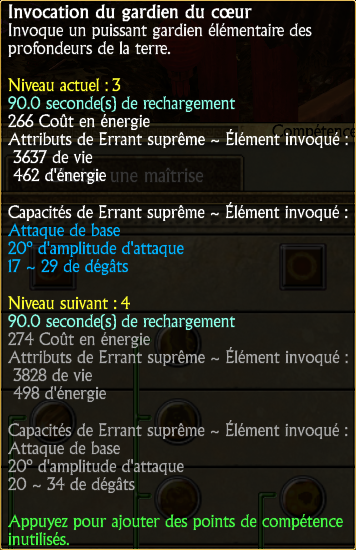 Invocation du gardien du cœur
Invoque un puissant gardien élémentaire des
profondeurs de la terre.
Niveau actuel : 3
90.0 seconde(s) de rechargement
266 Coût en énergie
Compétence
Attributs de Errant suprême ~ Élément invoqué :
3637 de vie
462 d'énergie
une maîtrise
Capacités de Errant suprême ~ Élément invoqué :
Attaque de base
20° d'amplitude d'attaque
17 ~ 29 de dégâts
Niveau suivant : 4
90.0 seconde(s) de rechargement
274 Coût en énergie
Attributs de Errant suprême ~ Élément invoqué :
3828 de vie
498 d'énergie
Capacités de Errant suprême ~ Élément invoqué :
Attaque de base
20° d'amplitude d'attaque
20 ~ 34 de dégâts
Appuyez pour ajouter des points de compétence
inutilisés.